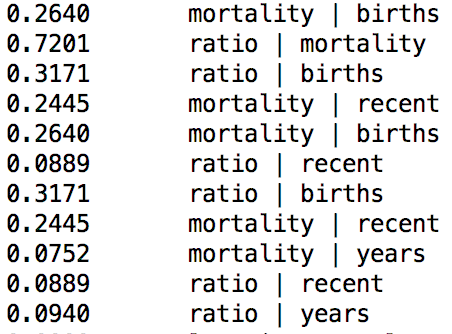 0.2640 mortality | births
0.7201 ratio | mortality
0.3171 ratio | births
0.2445 mortality | recent
0.2640 mortality | births
0.0889 ratio | recent
0.3171 ratio | births
0.2445 mortality | recent
0.0752 mortality | years
0.0889 ratio | recent
0.0940 ratio | years